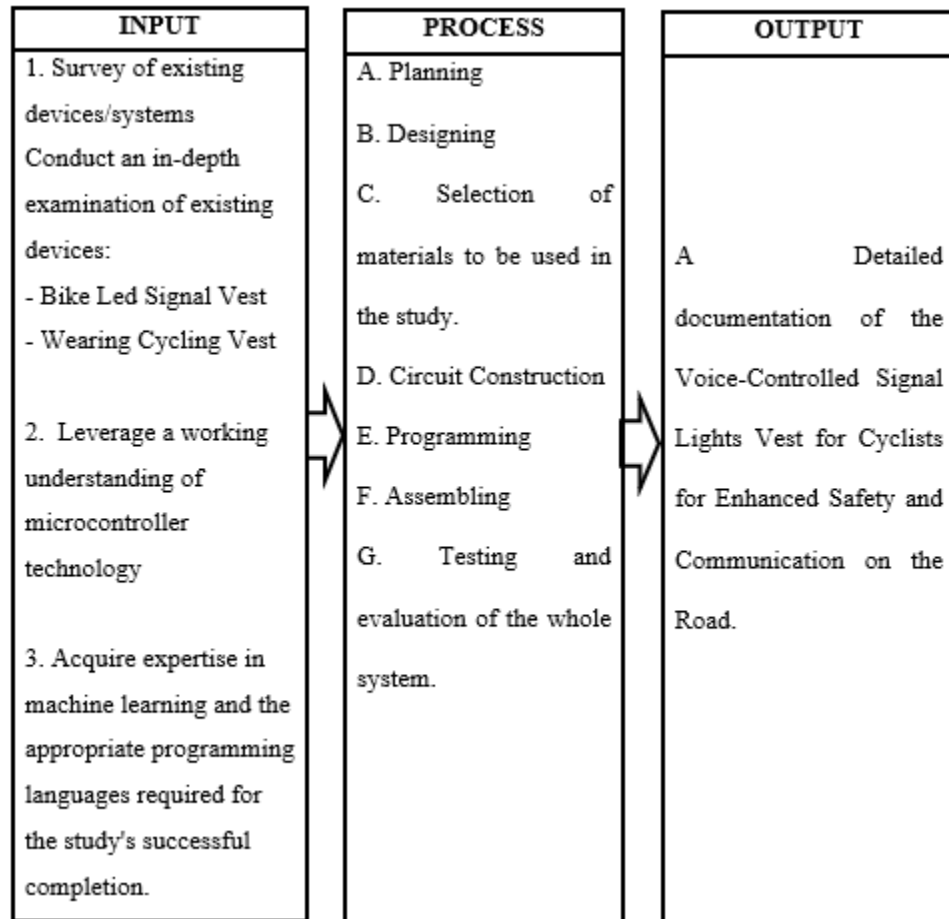 INPUT
1. Survey of existing
devices/systems
Conduct an in-depth
examination of existing
devices:
- Bike Led Signal Vest
- Wearing Cycling Vest
2. Leverage a working
understanding of
microcontroller
technology
3. Acquire expertise in
machine learning and the
appropriate programming
languages required for
the study's successful
completion.
PROCESS
A. Planning
B. Designing
C. Selection of
materials to be used in
the study.
D. Circuit Construction
E. Programming
F. Assembling
G. Testing and
evaluation of the whole
system.
OUTPUT
A Detailed
documentation of the
Voice-Controlled Signal
Lights Vest for Cyclists
for Enhanced Safety and
Communication on the
Road.